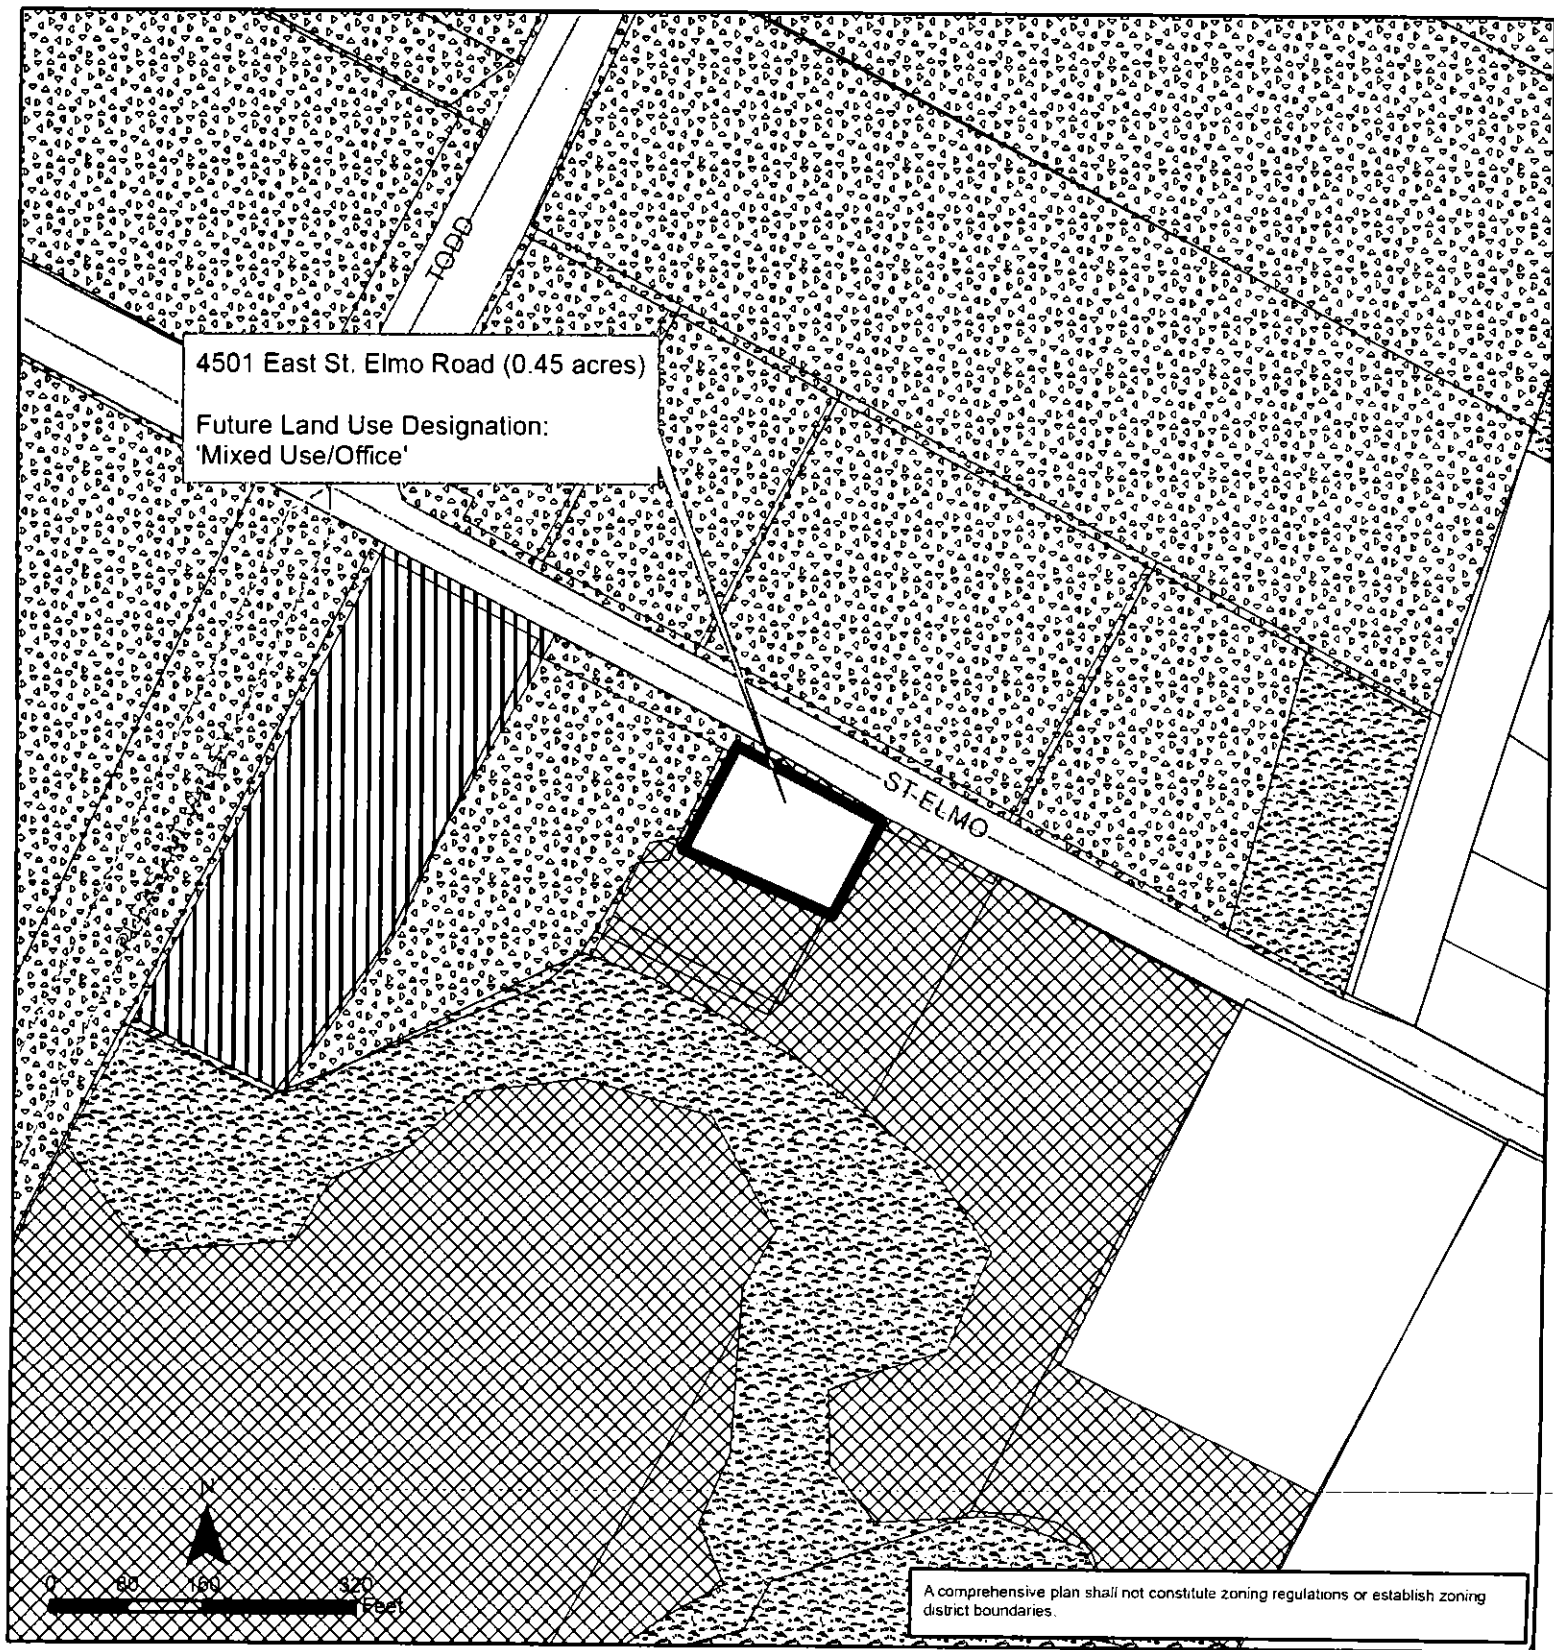 TODD
4501 East St. Elmo Road (0.45 acres)
Future Land Use Designation:
'Mixed Use/Office'
ST ELMO
N
0 80 160 320
Feet
A comprehensive plan shall not constitute zoning regulations or establish zoning
district boundaries.